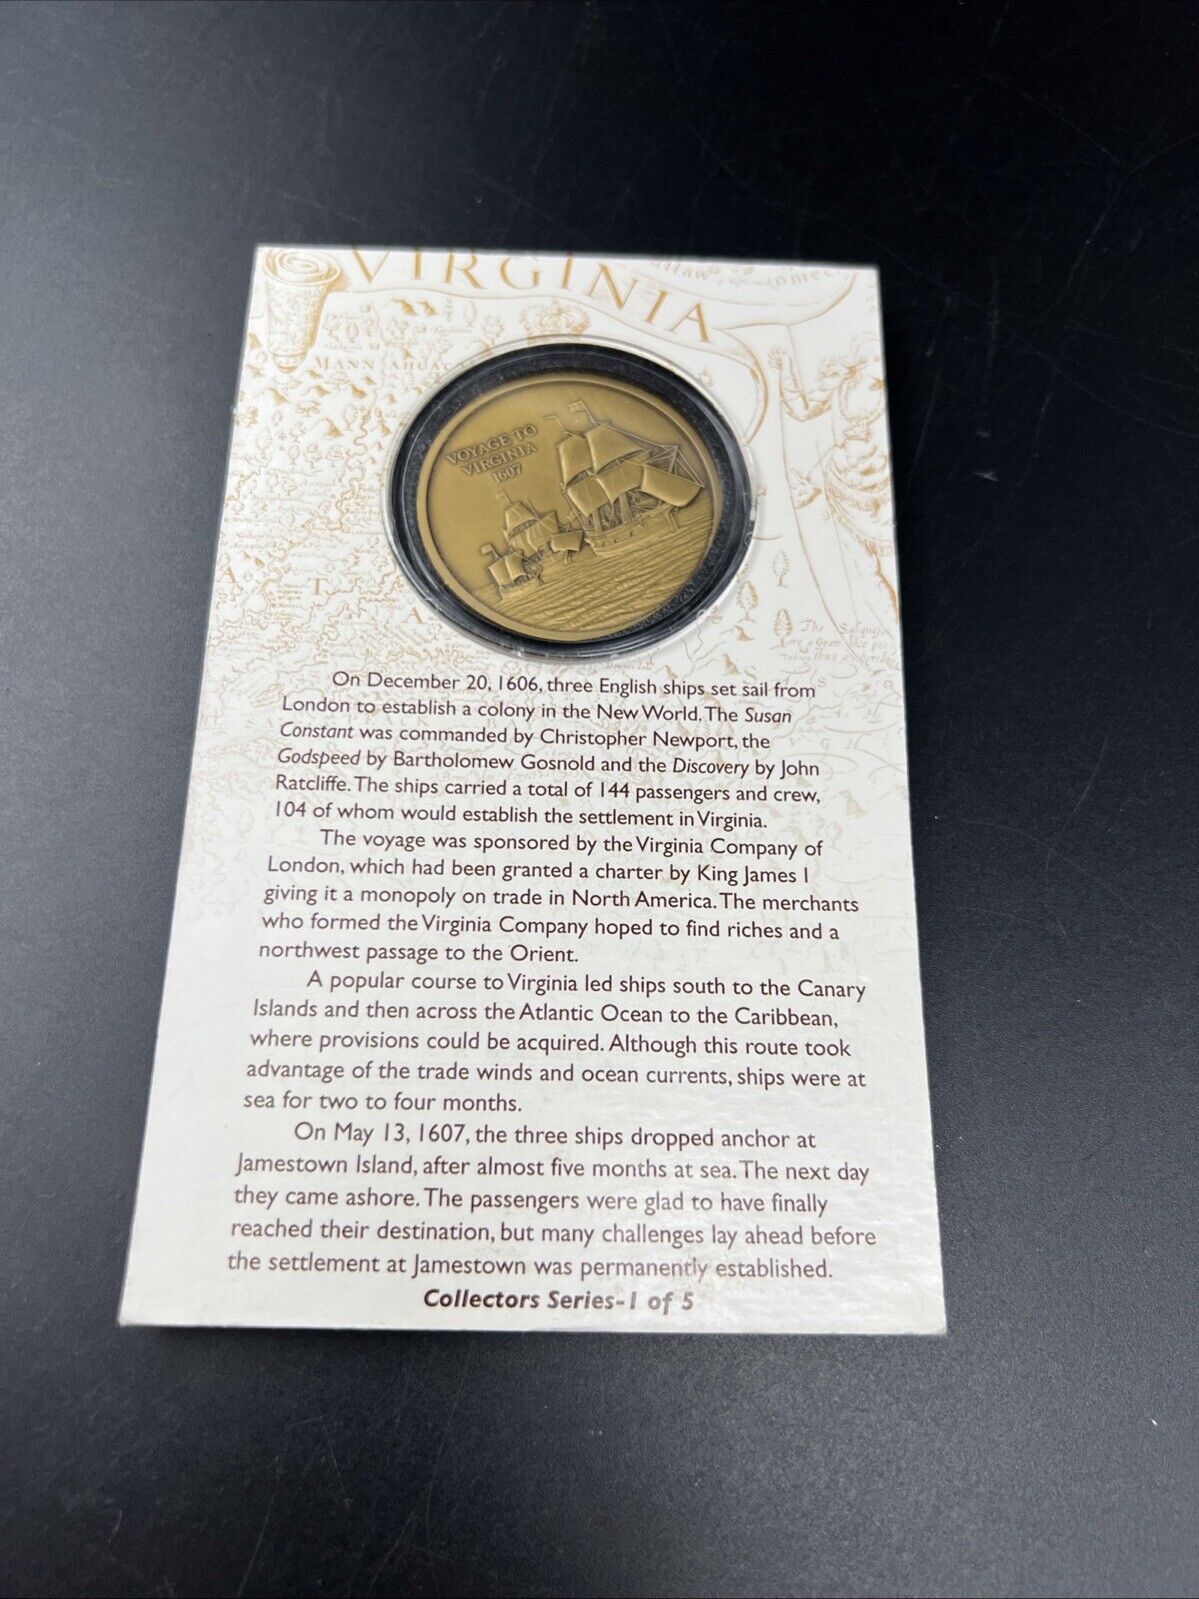 VIRGINIA
MANN AHOAC
VOYAGE TO
VIRGINIA
1607
A T A
On December 20, 1606, three English ships set sail from
London to establish a colony in the New World. The Susan
Constant was commanded by Christopher Newport, the
Godspeed by Bartholomew Gosnold and the Discovery by John
Ratcliffe. The ships carried a total of 144 passengers and crew,
104 of whom would establish the settlement in Virginia.
The voyage was sponsored by the Virginia Company of
London, which had been granted a charter by King James I
giving it a monopoly on trade in North America. The merchants
who formed the Virginia Company hoped to find riches and a
northwest passage to the Orient.
A popular course to Virginia led ships south to the Canary
Islands and then across the Atlantic Ocean to the Caribbean,
where provisions could be acquired. Although this route took
advantage of the trade winds and ocean currents, ships were at
sea for two to four months.
On May 13, 1607, the three ships dropped anchor at
Jamestown Island, after almost five months at sea. The next day
they came ashore. The passengers were glad to have finally
reached their destination, but many challenges lay ahead before
the settlement at Jamestown was permanently established.
Collectors Series-1 of 5